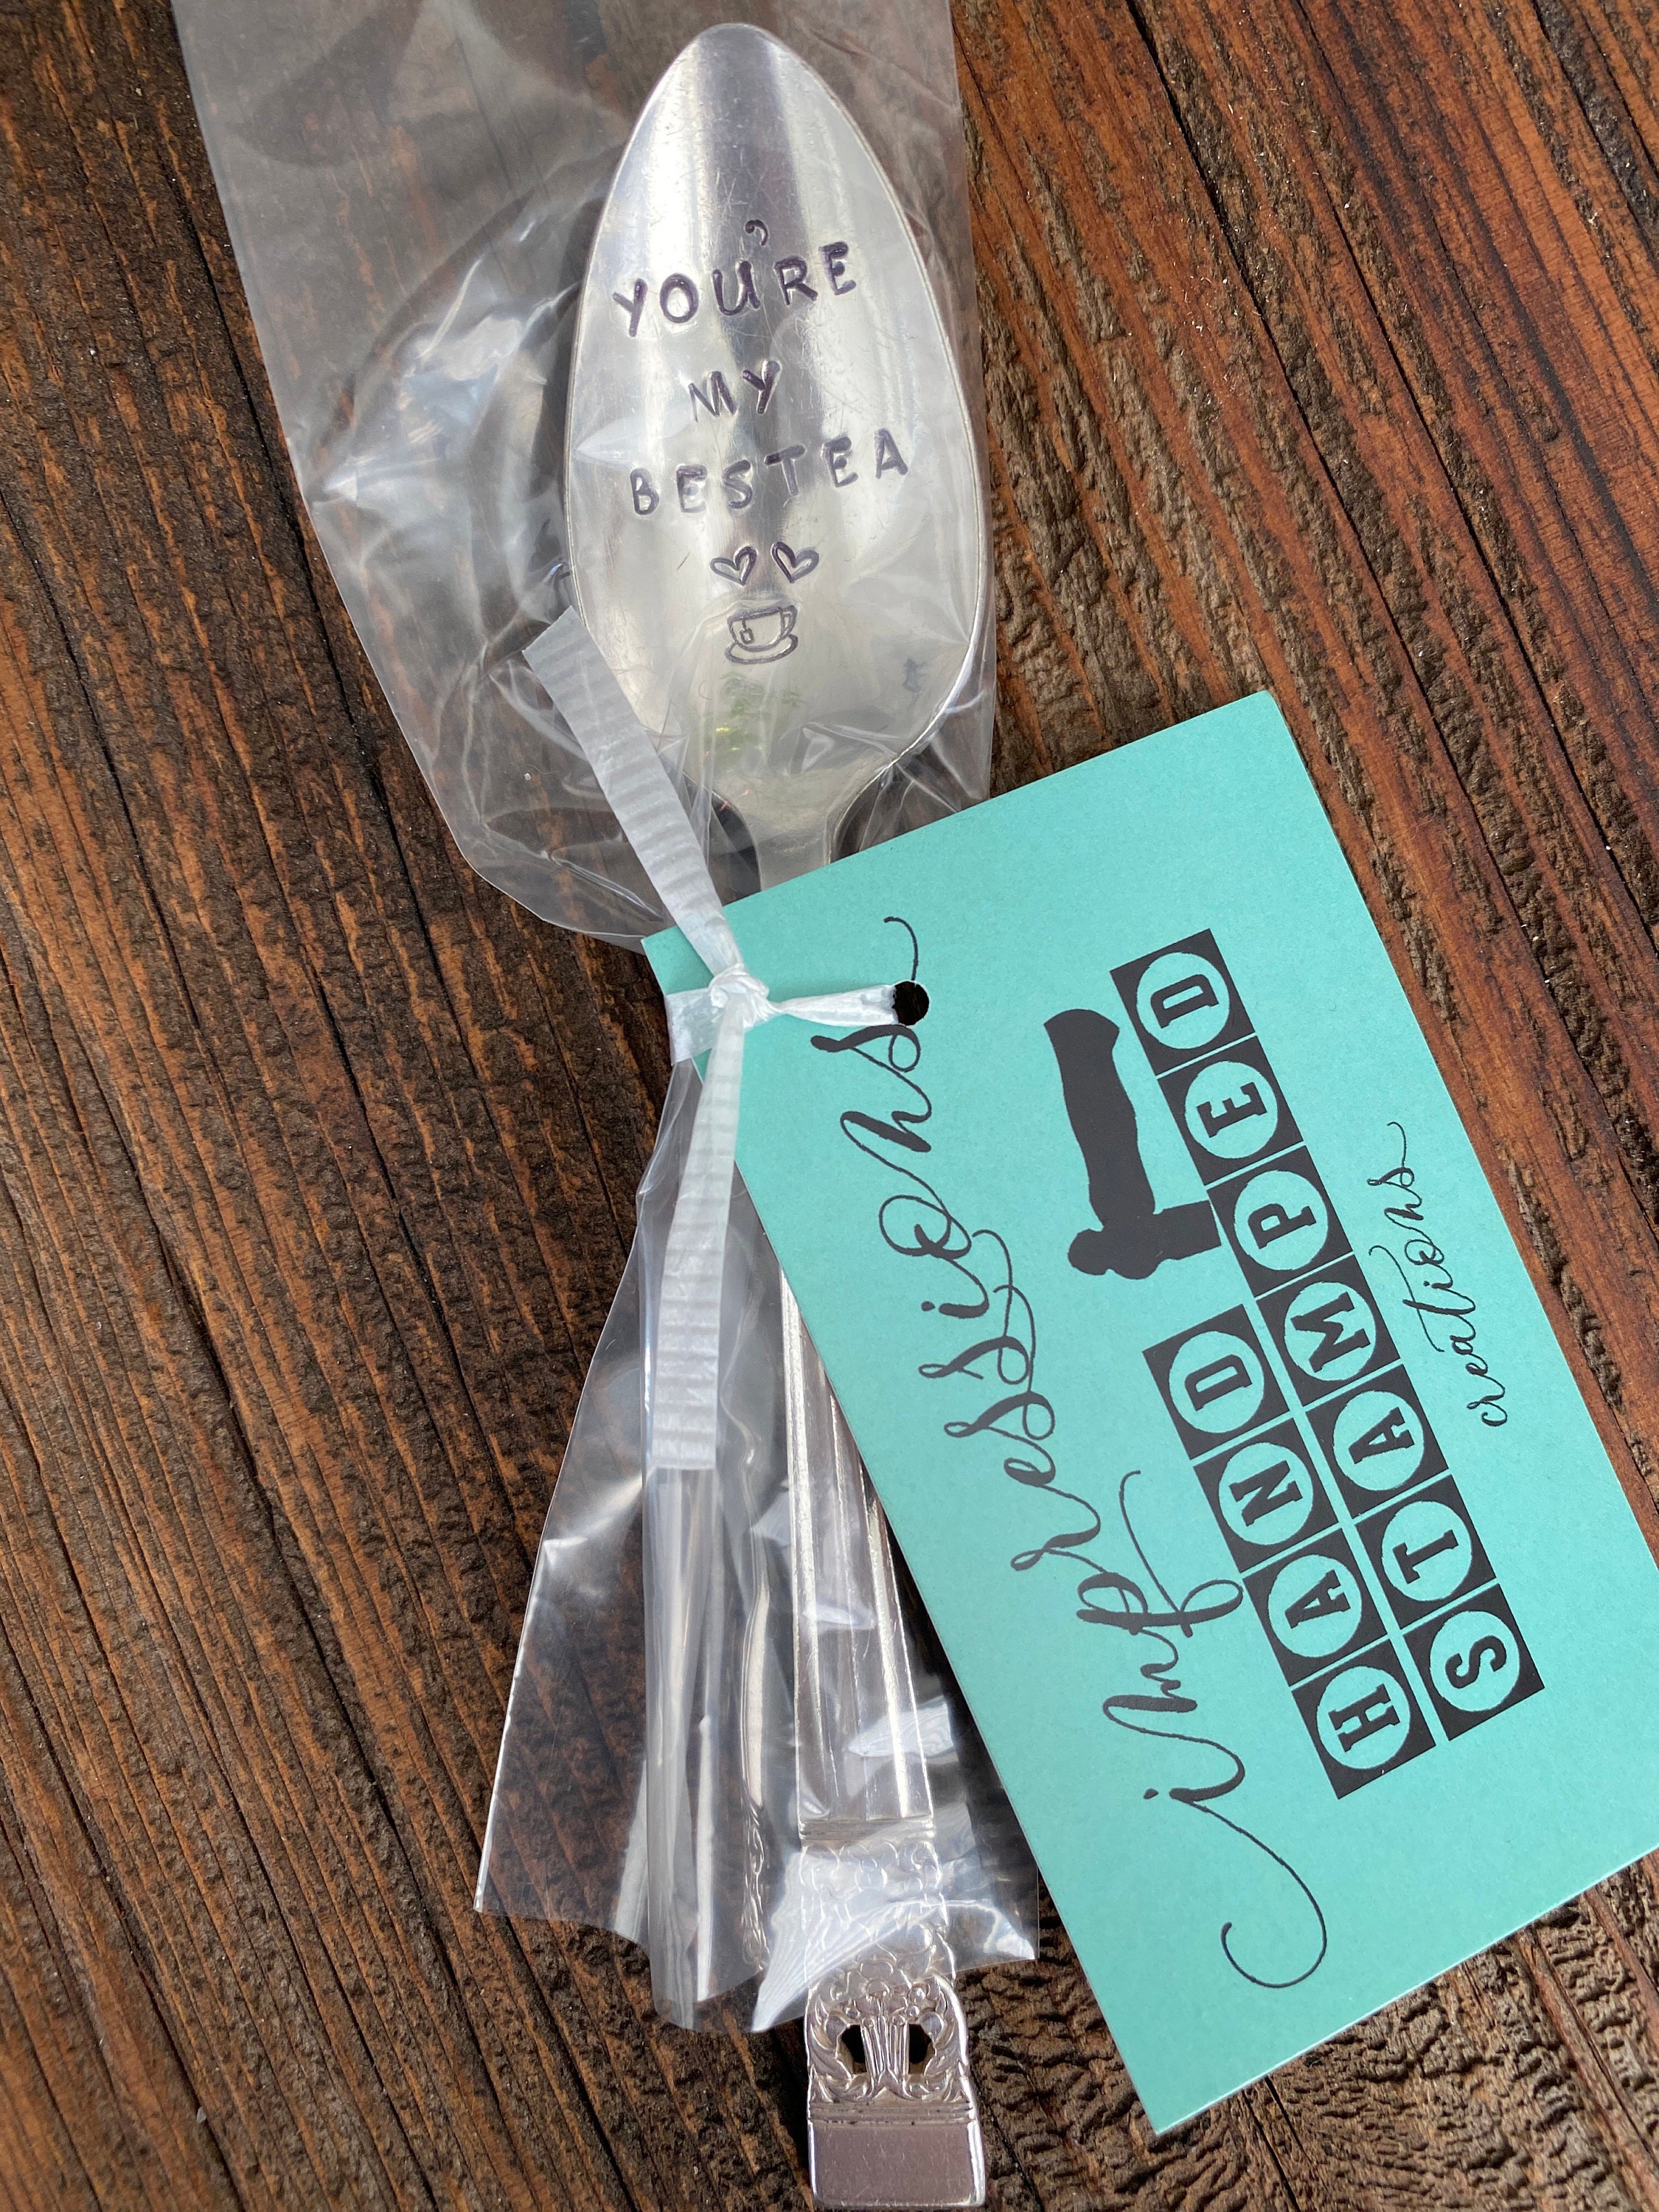 YOU'RE
MY
BESTEA
impressions
HAND
STAMPED
creations